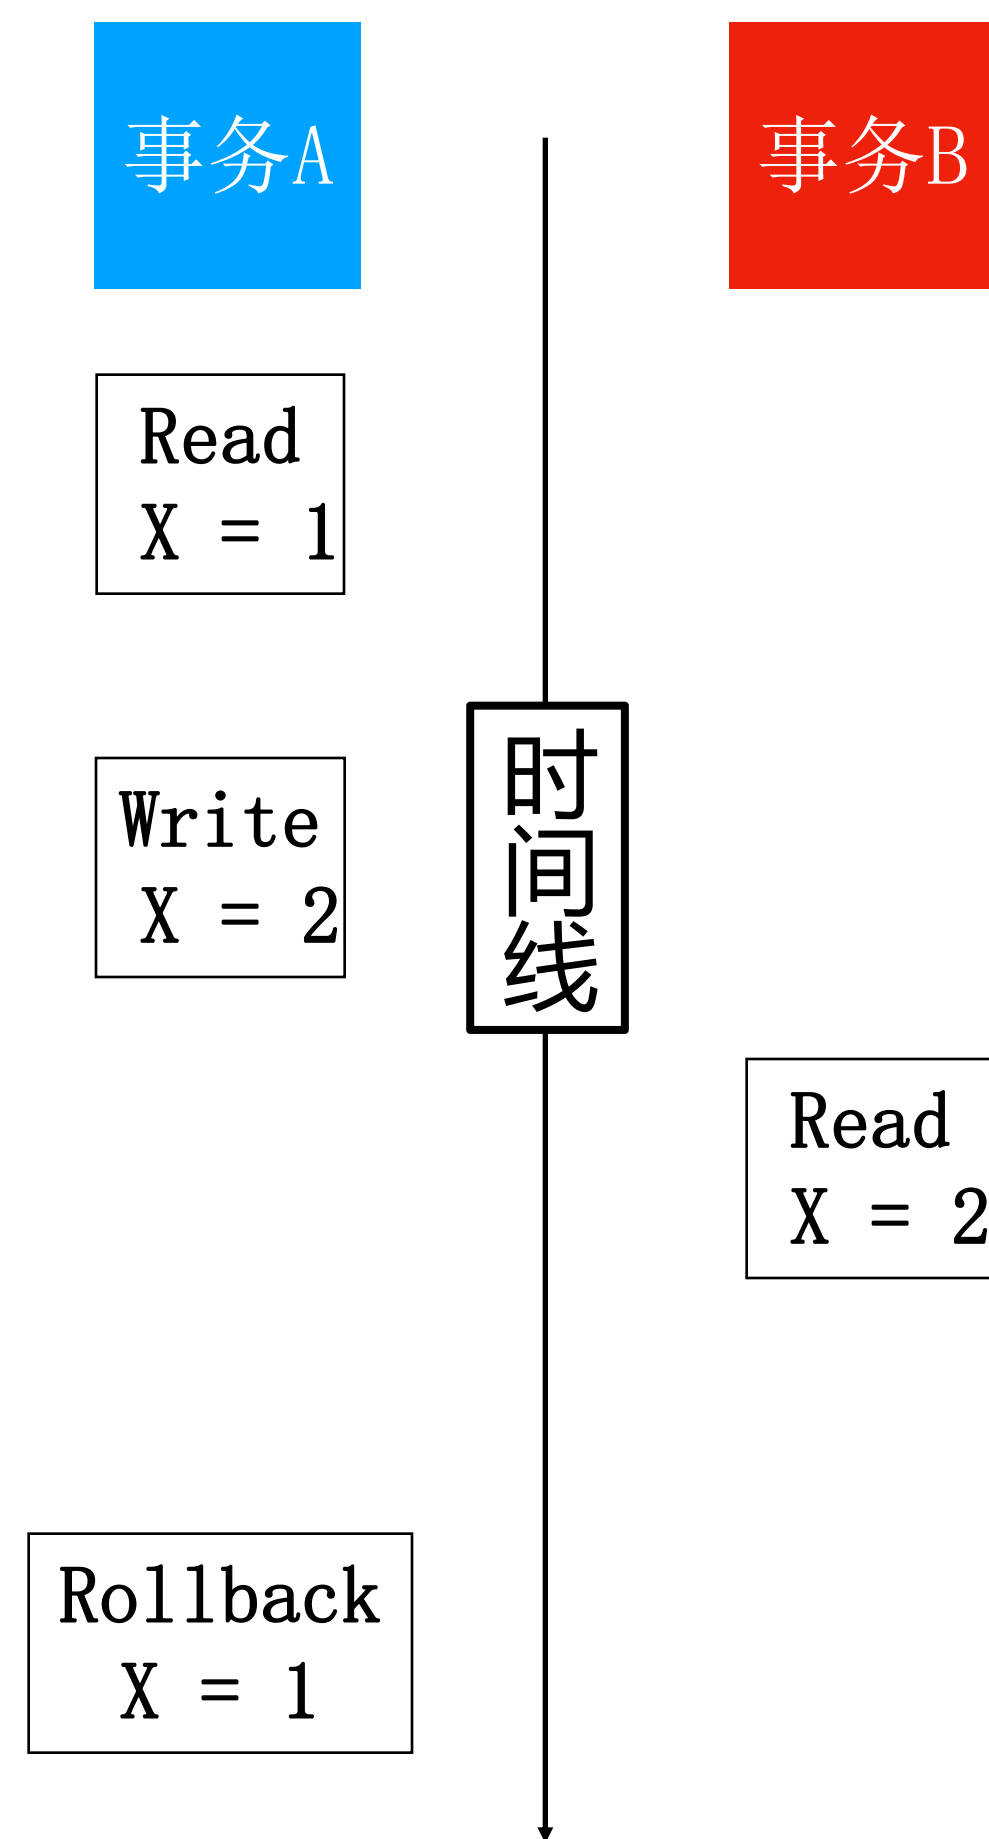 事务A
事务B
Read
X = 1
时
间
线
Write
X = 2
Read
X = 2
Rollback
X = 1